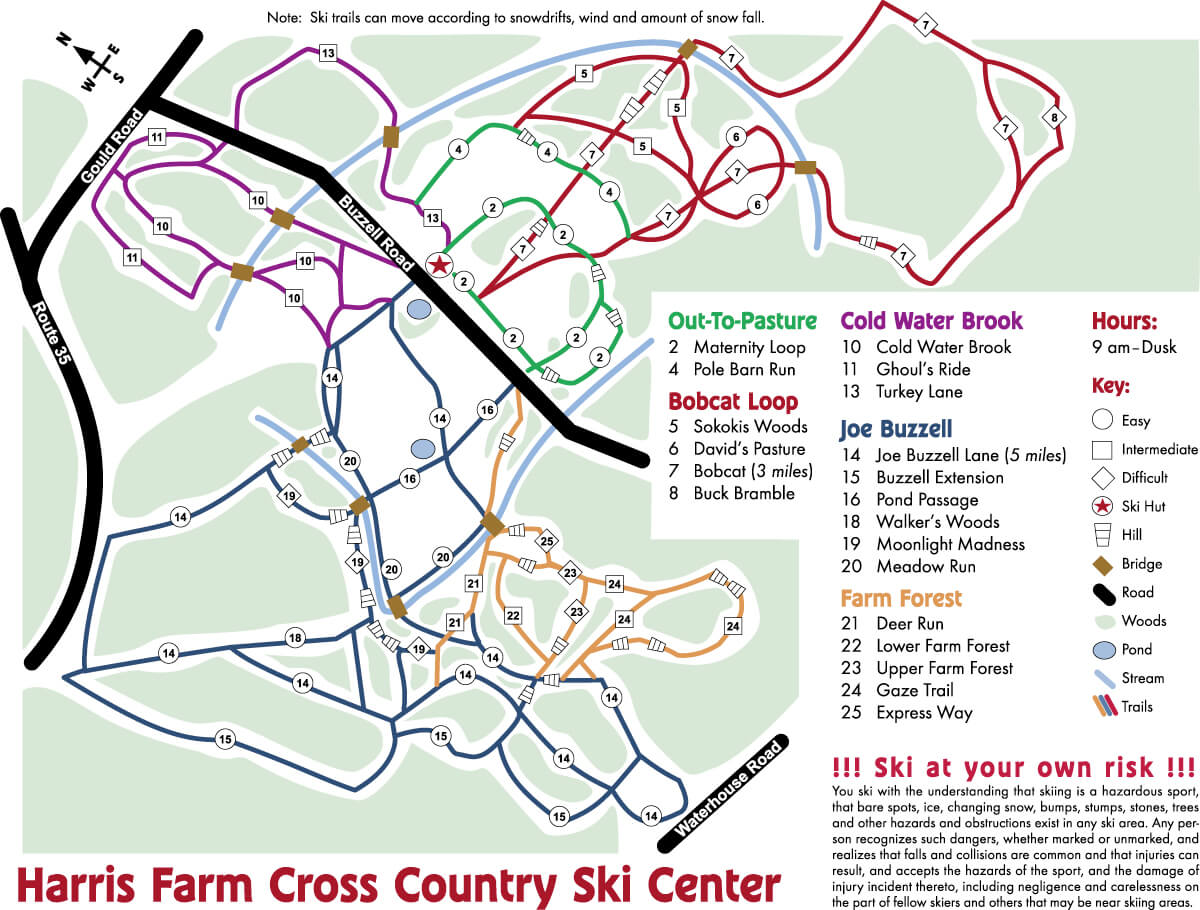 Note: Ski trails can move according to snowdrifts, wind and amount of snow fall.
N
E
W
S
Gould Road
Buzzell Road
Route 35
Waterhouse Road
13
7
5
7
11
5
6
8
7
4
4
5
7
7
6
10
10
4
2
13
7
2
7
11
10
7
2
10
2
2
2
14
14
16
20
16
19
14
20
25
19
20
23
24
21
22
23
24
21
24
18
14
19
14
14
14
14
15
15
14
15
14
Out-To-Pasture
2 Maternity Loop
4 Pole Barn Run
Bobcat Loop
5 Sokokis Woods
6 David's Pasture
7 Bobcat (3 miles)
8 Buck Bramble
Cold Water Brook
10 Cold Water Brook
11 Ghoul's Ride
13 Turkey Lane
Joe Buzzell
14 Joe Buzzell Lane (5 miles)
15 Buzzell Extension
16 Pond Passage
18 Walker's Woods
19 Moonlight Madness
20 Meadow Run
Farm Forest
21 Deer Run
22 Lower Farm Forest
23 Upper Farm Forest
24 Gaze Trail
25 Express Way
Hours:
9 am–Dusk
Key:
Easy
Intermediate
Difficult
Ski Hut
Hill
Bridge
Road
Woods
Pond
Stream
Trails
!!! Ski at your own risk !!!
You ski with the understanding that skiing is a hazardous sport,
that bare spots, ice, changing snow, bumps, stumps, stones, trees
and other hazards and obstructions exist in any ski area. Any per-
son recognizes such dangers, whether marked or unmarked, and
realizes that falls and collisions are common and that injuries can
result, and accepts the hazards of the sport, and the damage of
injury incident thereto, including negligence and carelessness on
the part of fellow skiers and others that may be near skiing areas.
Harris Farm Cross Country Ski Center